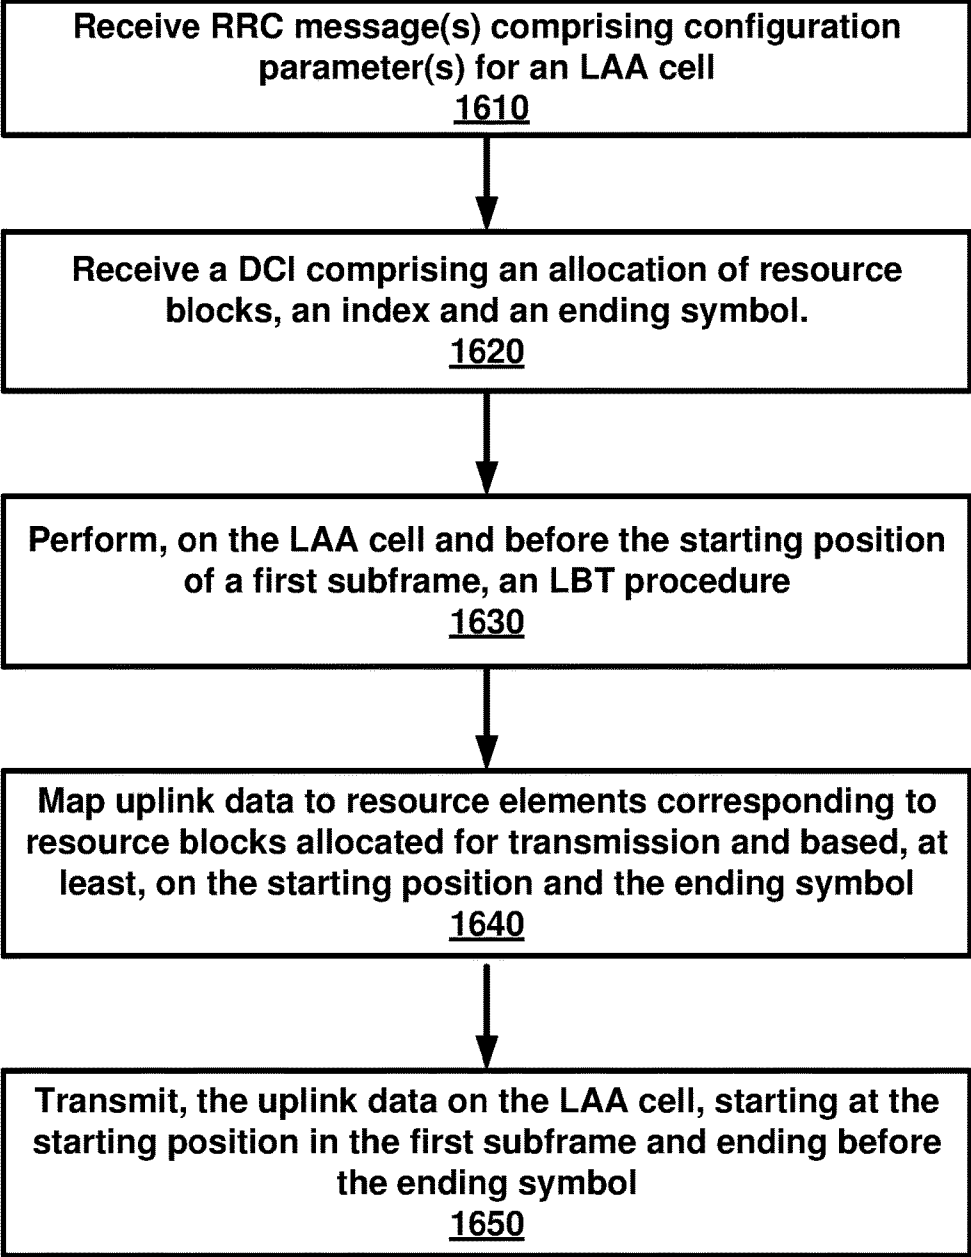 Receive RRC message(s) comprising configuration
parameter(s) for an LAA cell
1610
Receive a DCI comprising an allocation of resource
blocks, an index and an ending symbol.
1620
Perform, on the LAA cell and before the starting position
of a first subframe, an LBT procedure
1630
Map uplink data to resource elements corresponding to
resource blocks allocated for transmission and based, at
least, on the starting position and the ending symbol
1640
Transmit, the uplink data on the LAA cell, starting at the
starting position in the first subframe and ending before
the ending symbol
1650